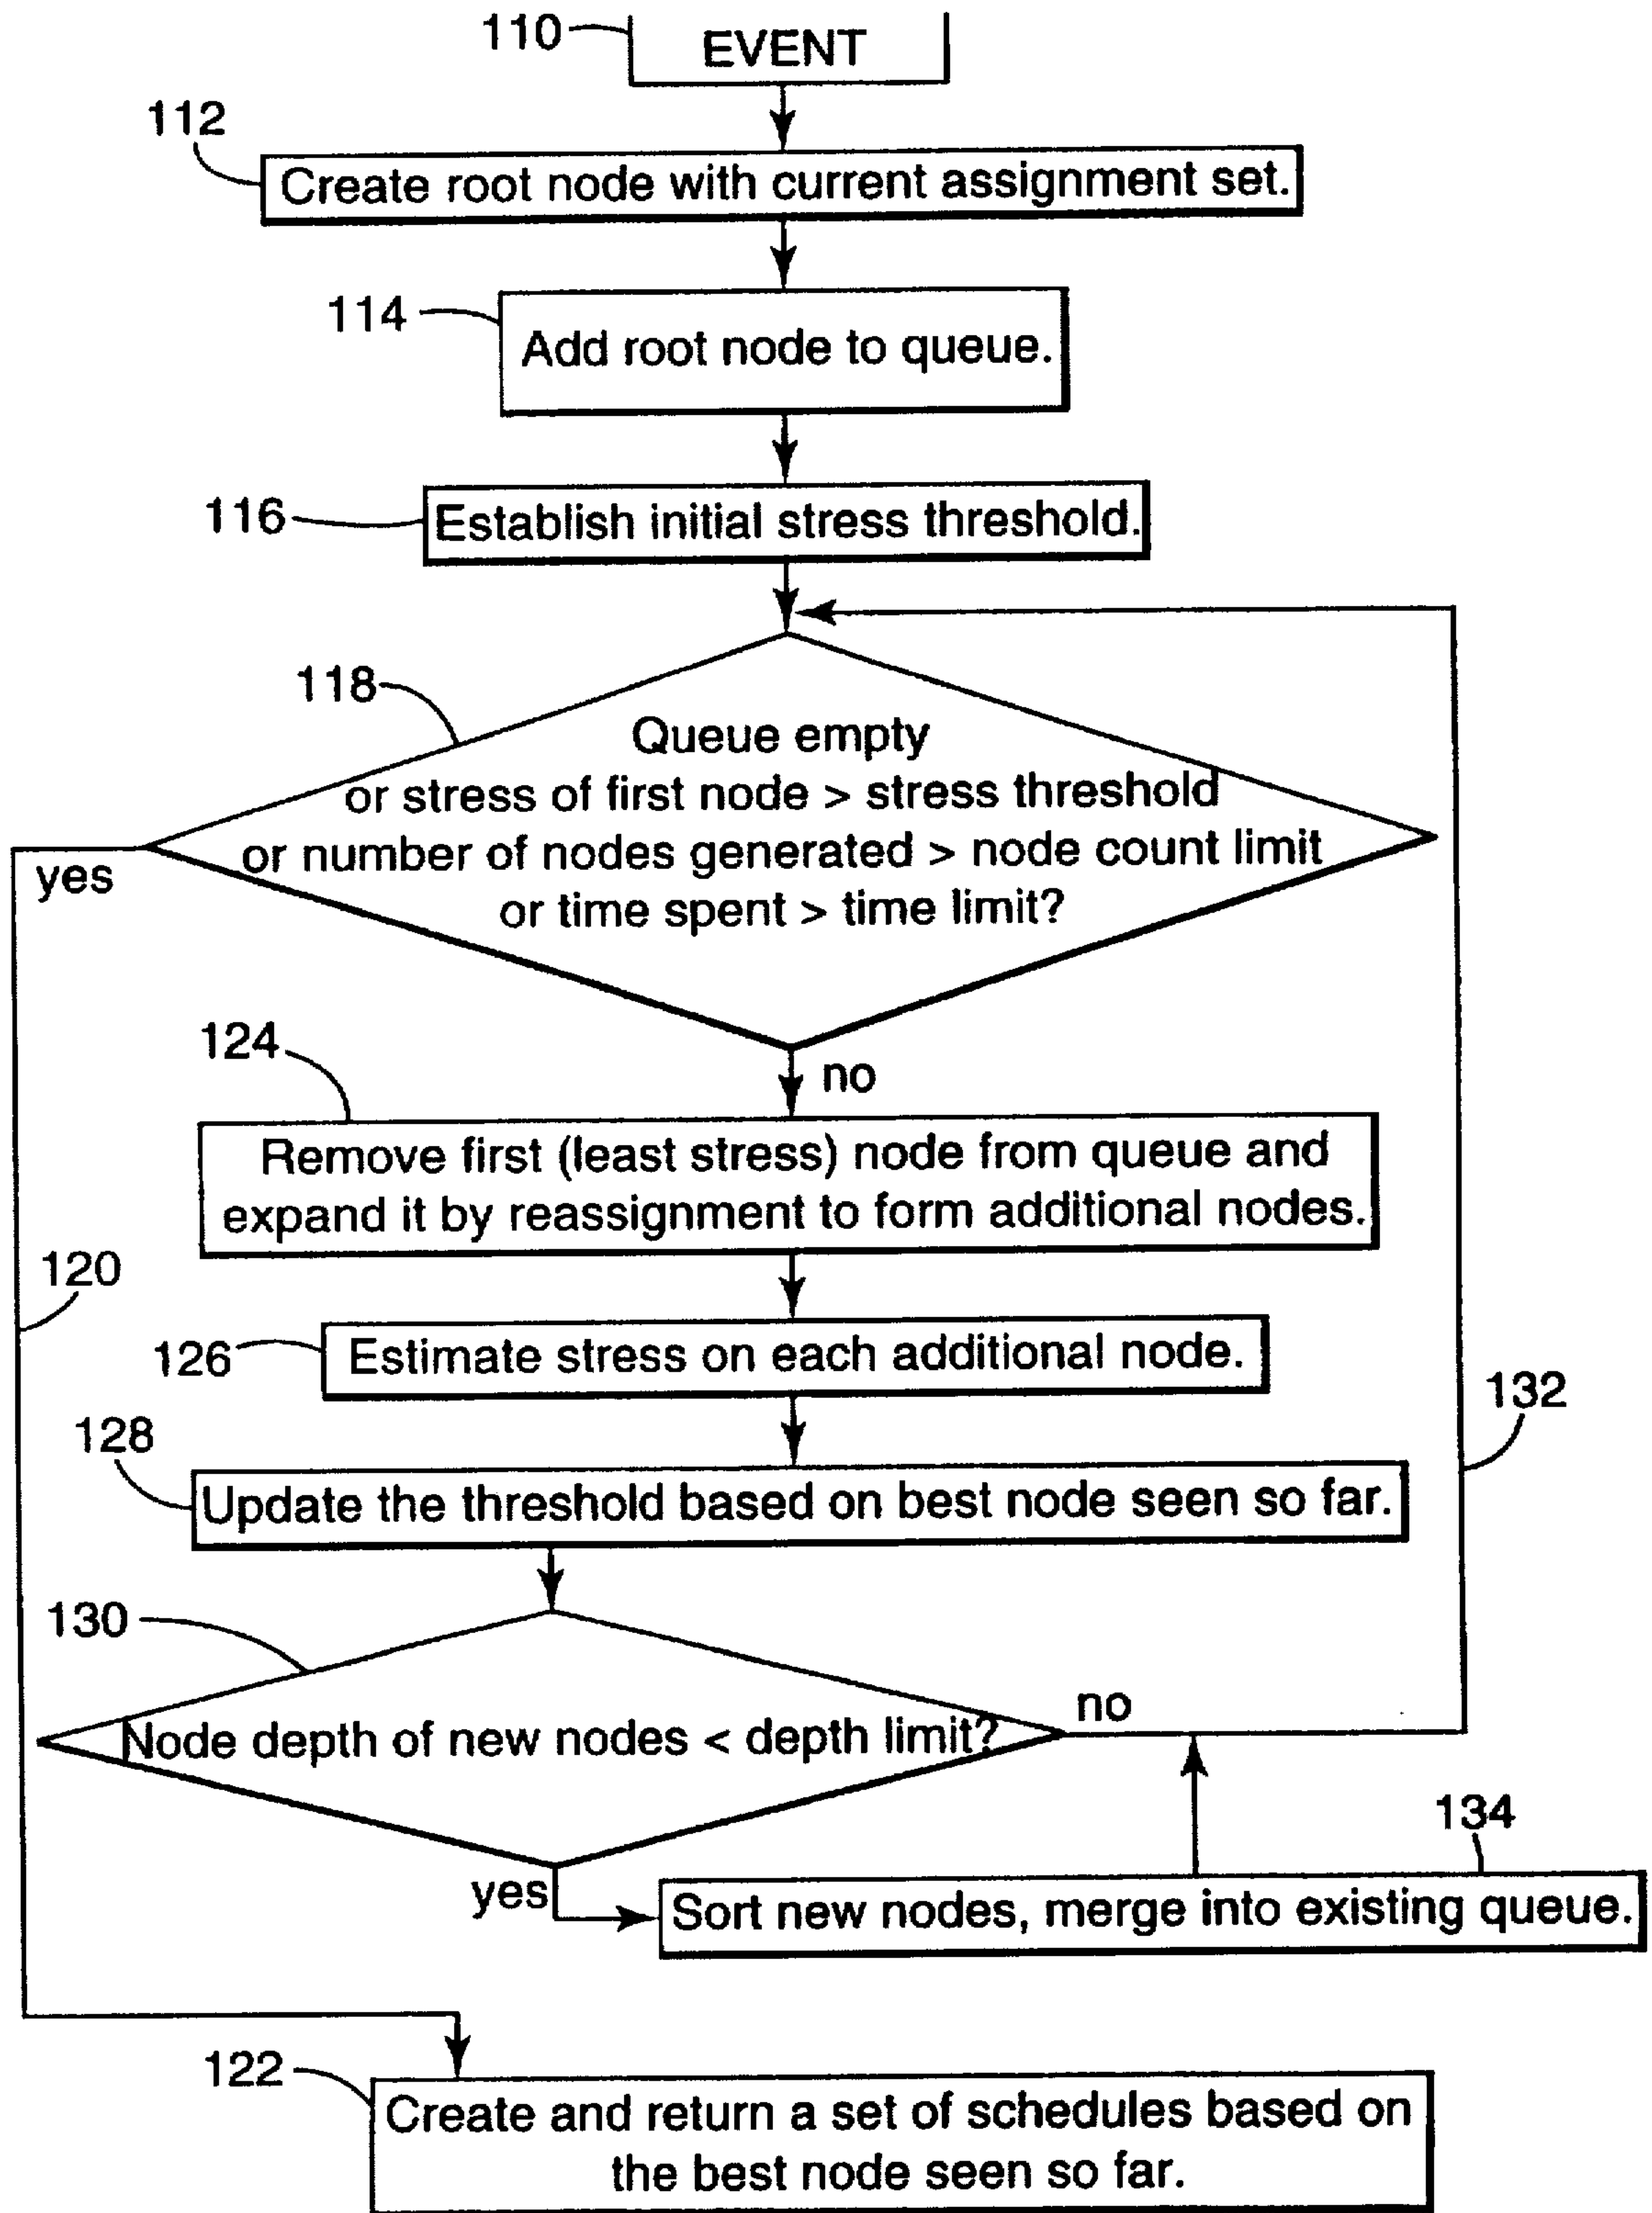 110
EVENT
112
Create root node with current assignment set.
114
Add root node to queue.
116
Establish initial stress threshold.
118
Queue empty
or stress of first node > stress threshold
or number of nodes generated > node count limit
or time spent > time limit?
yes
124
no
Remove first (least stress) node from queue and
expand it by reassignment to form additional nodes.
120
126
Estimate stress on each additional node.
132
128
Update the threshold based on best node seen so far.
130
no
Node depth of new nodes < depth limit?
134
yes
Sort new nodes, merge into existing queue.
122
Create and return a set of schedules based on
the best node seen so far.